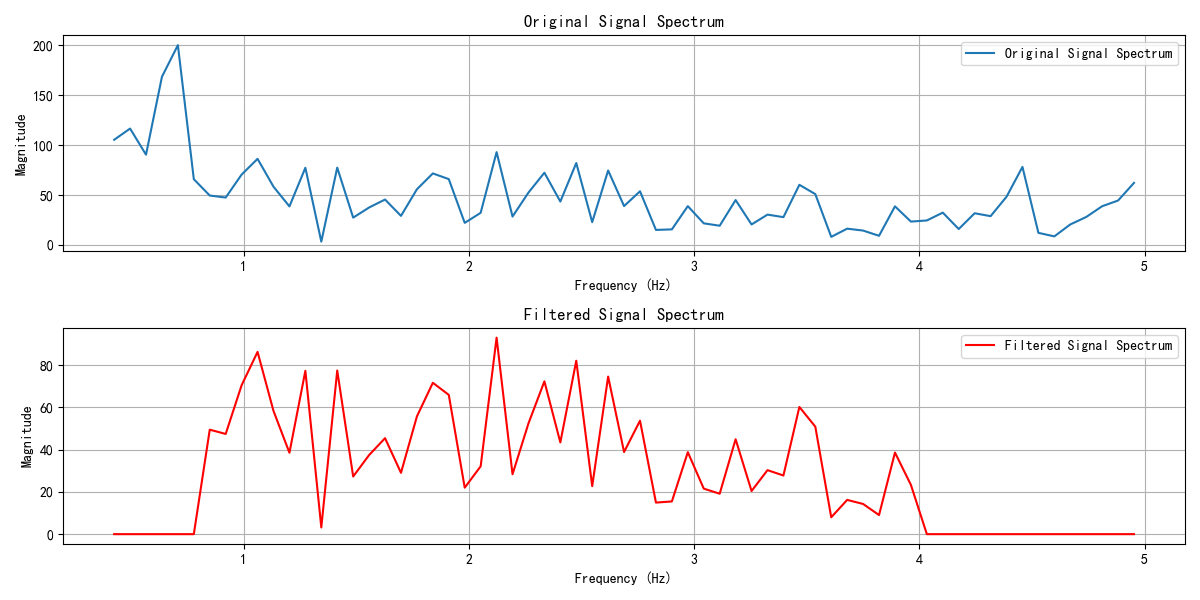 Original Signal Spectrum
Original Signal Spectrum
200
150
100
50
0
Magnitude
1
2
3
4
5
Frequency (Hz)
Filtered Signal Spectrum
Filtered Signal Spectrum
80
60
40
20
0
Magnitude
1
2
3
4
5
Frequency (Hz)